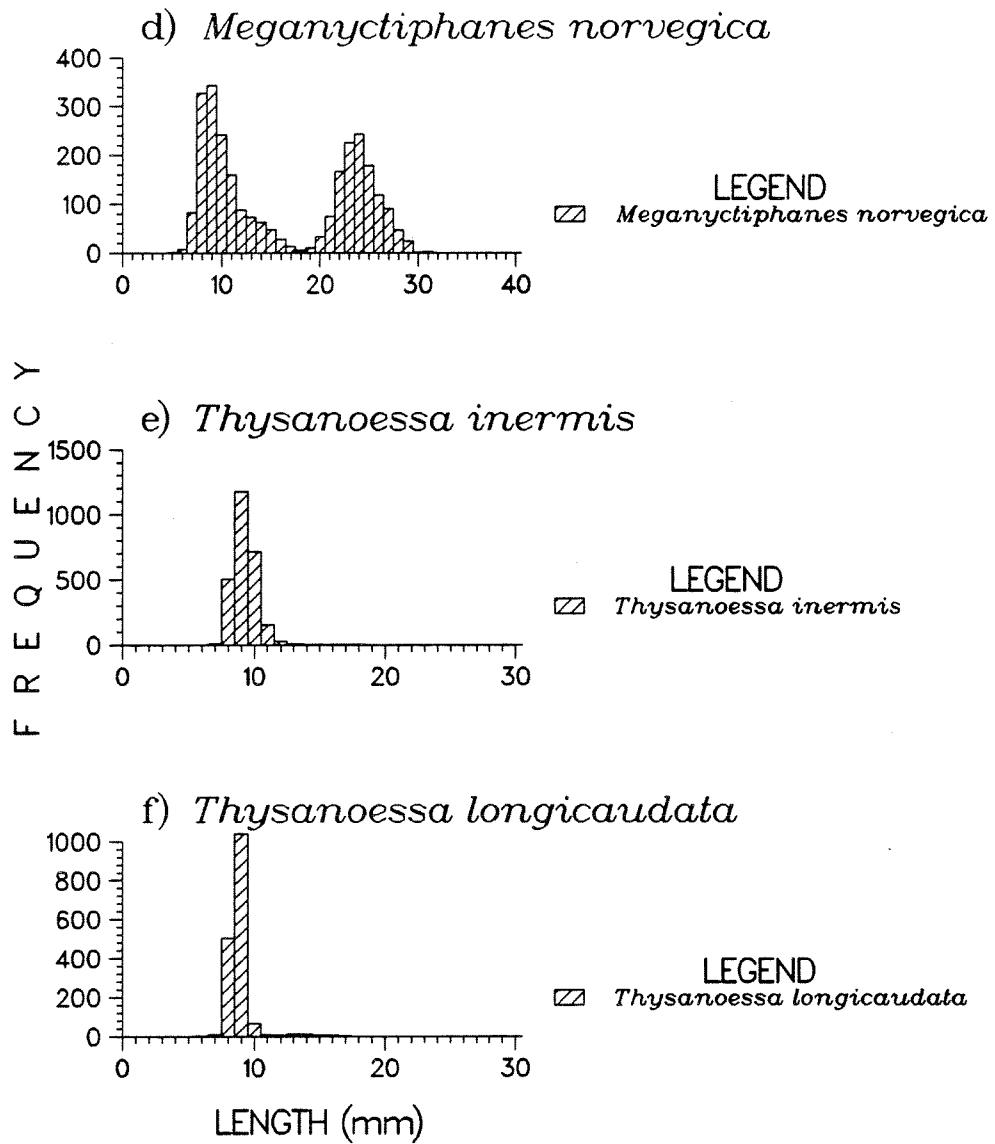 d) Meganyctiphanes norvegica
400
300
200
100
0
0 10 20 30 40
LEGEND
Meganyctiphanes norvegica
FREQUENCY
e) Thysanoessa inermis
1500
1000
500
0
0 10 20 30
LEGEND
Thysanoessa inermis
f) Thysanoessa longicaudata
1000
800
600
400
200
0
0 10 20 30
LEGEND
Thysanoessa longicaudata
LENGTH (mm)